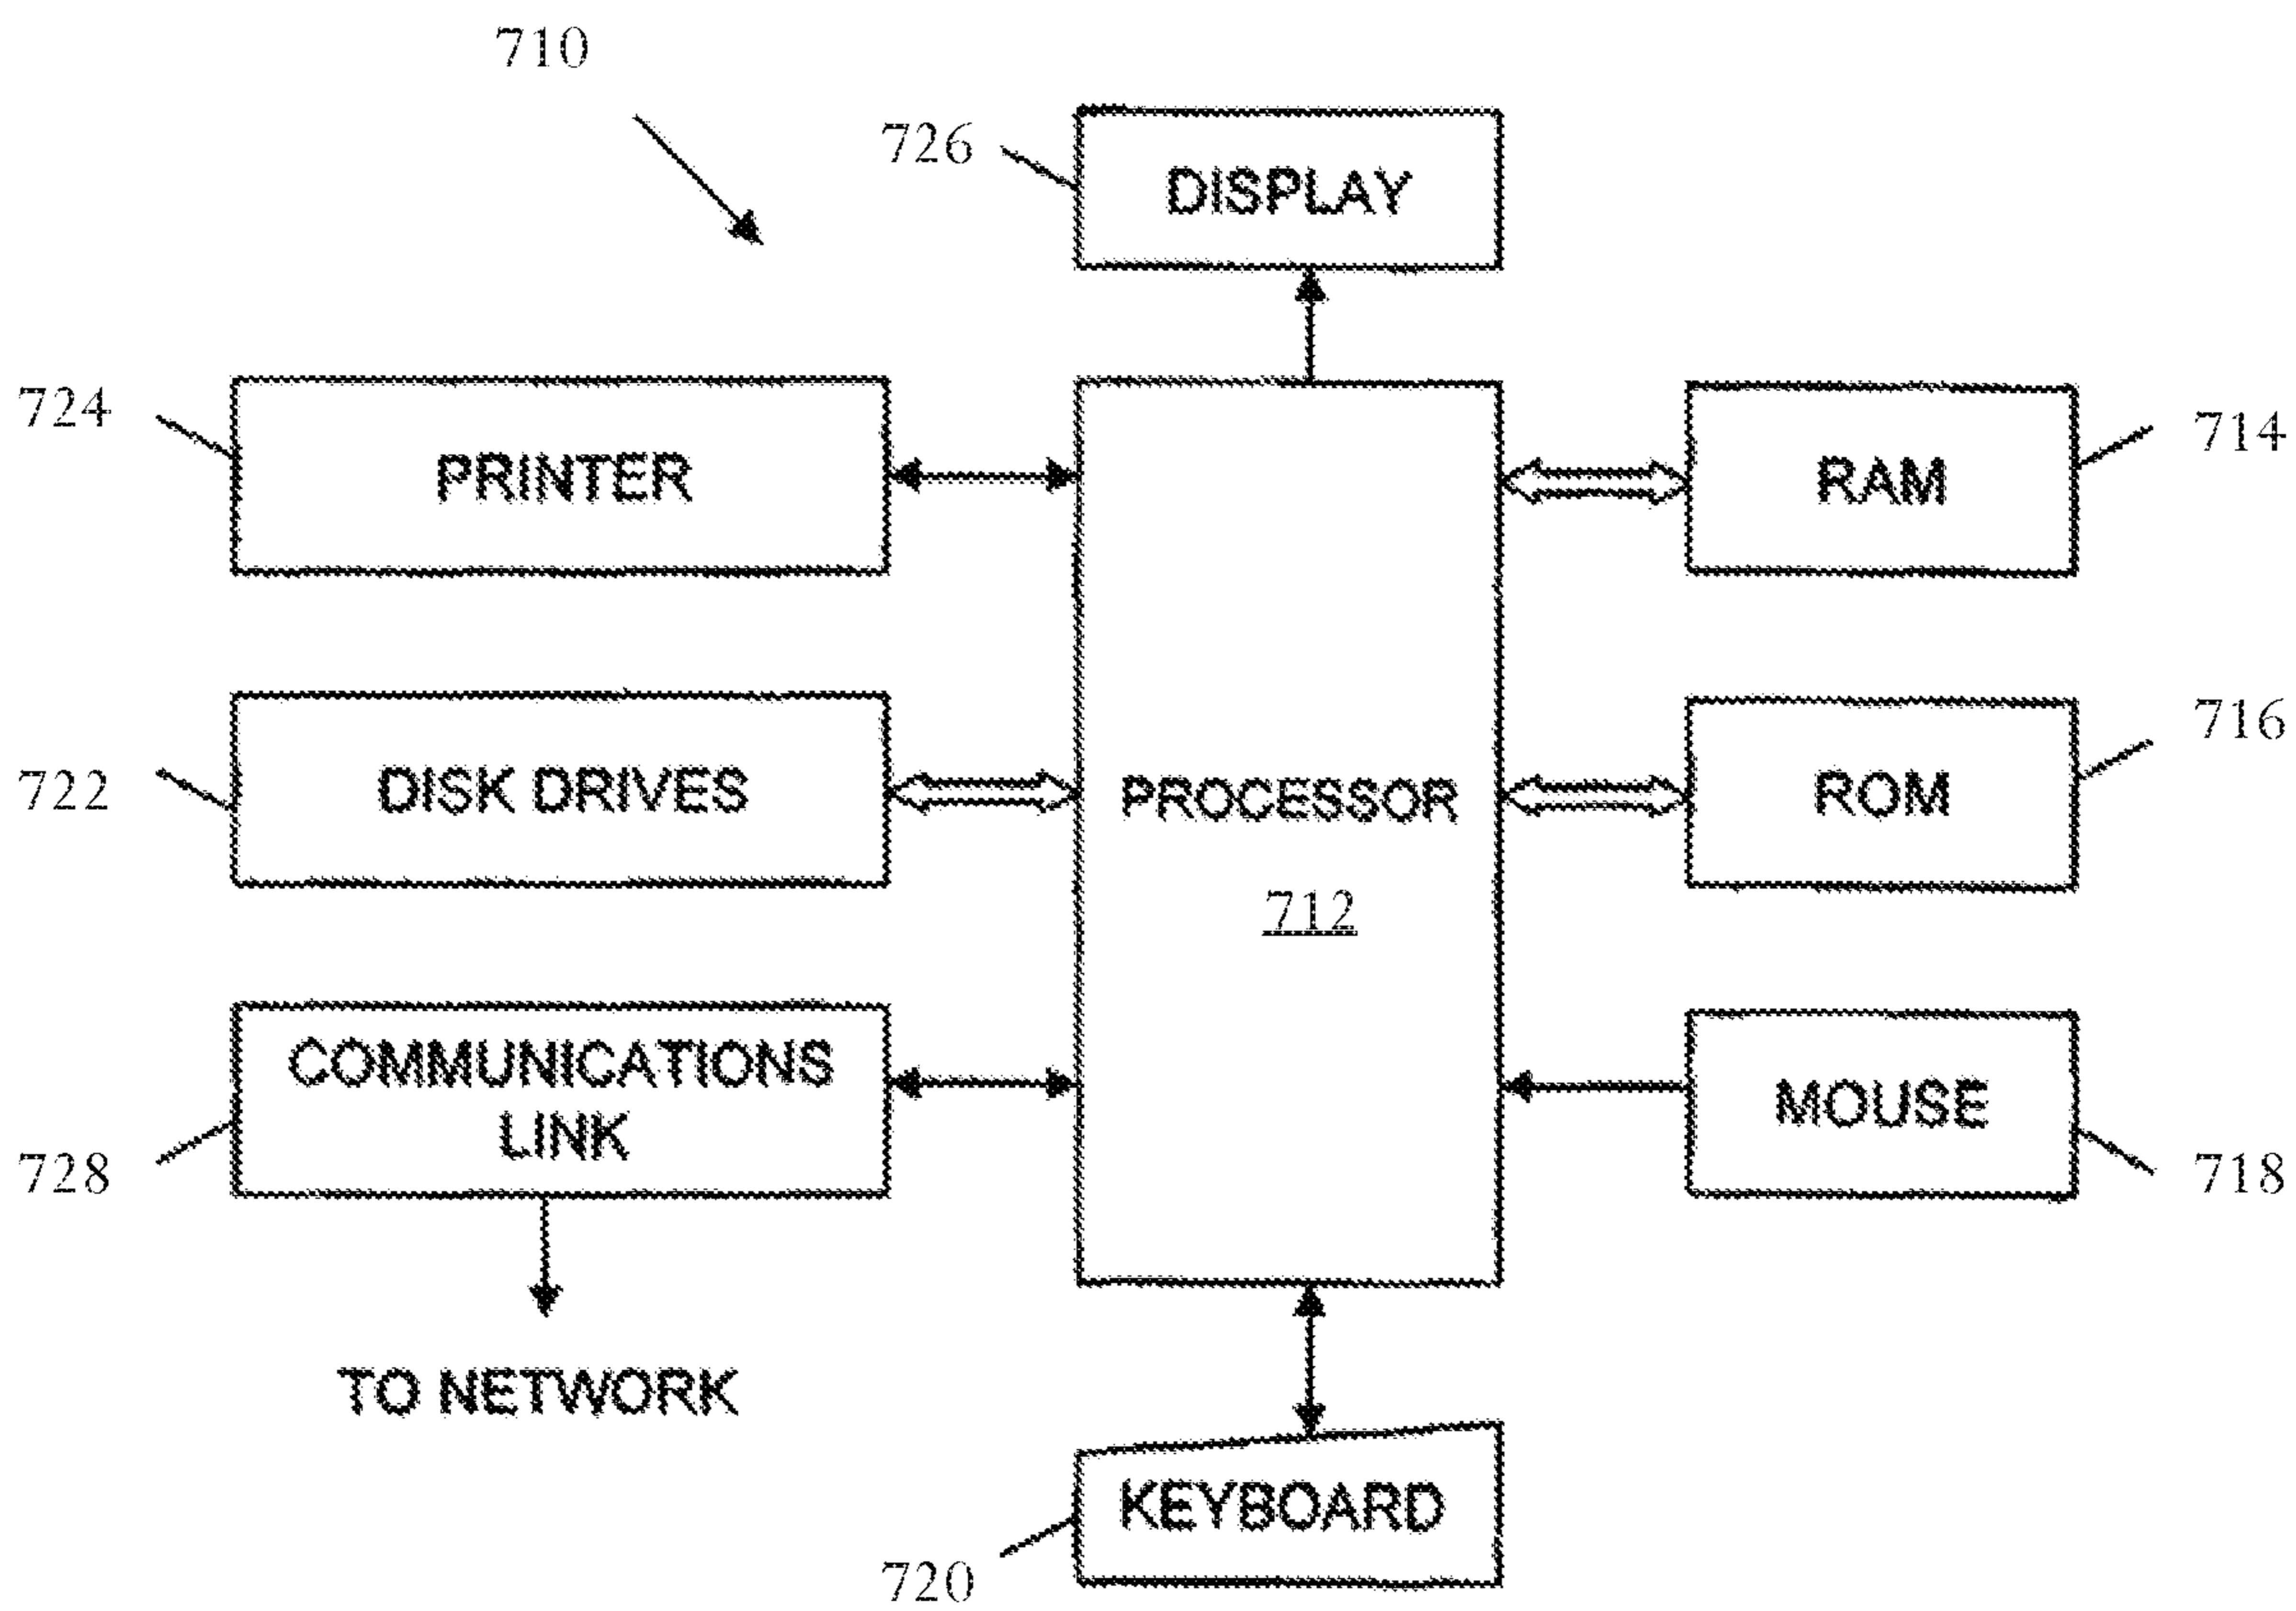 710
726
DISPLAY
724
PRINTER
RAM
714
722
DISK DRIVES
PROCESSOR
712
ROM
716
COMMUNICATIONS
LINK
728
MOUSE
718
TO NETWORK
KEYBOARD
720